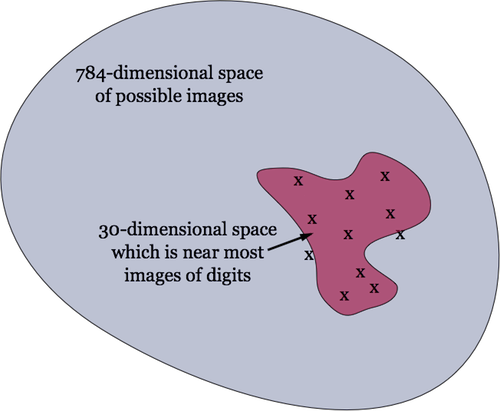 784-dimensional space
of possible images
x x
x
x x
30-dimensional space
x x
which is near most
x
images of digits
x
x x